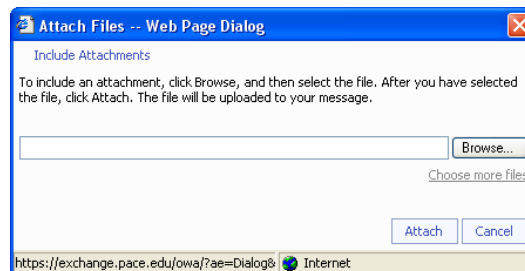 Attach Files -- Web Page Dialog
Include Attachments
To include an attachment, click Browse, and then select the file. After you have selected
the file, click Attach. The file will be uploaded to your message.
Browse...
Choose more files
Attach Cancel
https://exchange.pace.edu/owa/?ae=Dialog& Internet